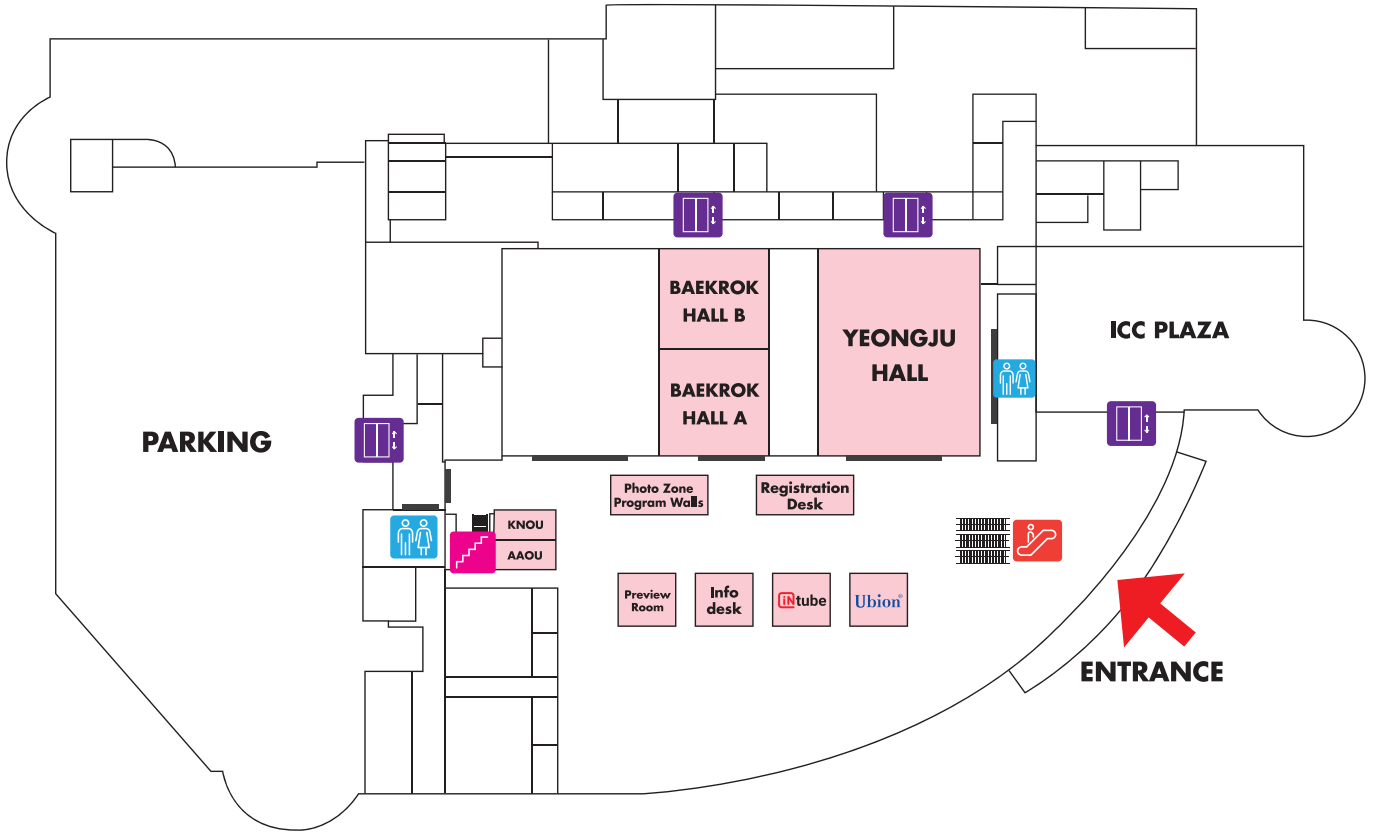 BAEKROK
HALL B
YEONGJU
HALL
ICC PLAZA
BAEKROK
HALL A
PARKING
Photo Zone
Program Walls
Registration
Desk
KNOU
AAOU
Preview
Room
Info
desk
iNtube
Ubion®
ENTRANCE